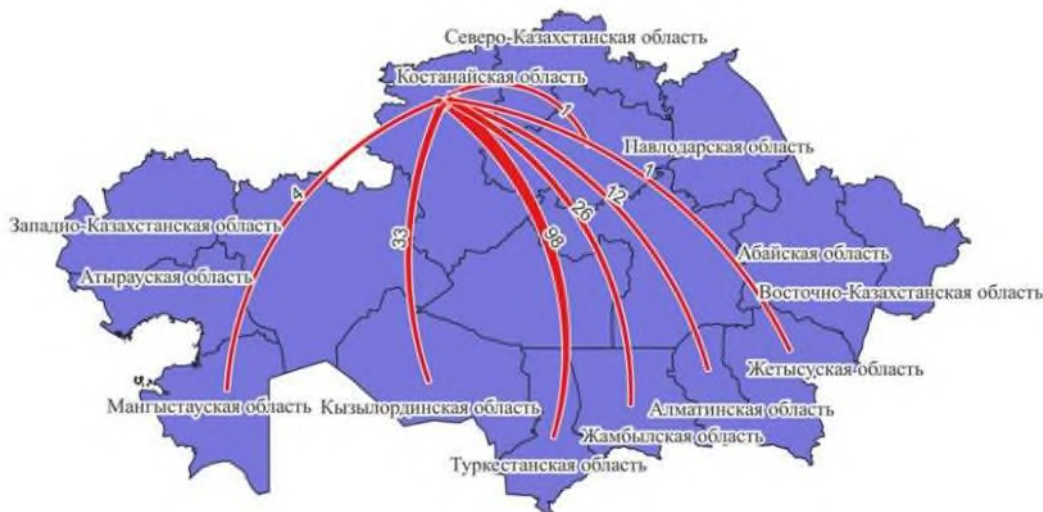 Северо-Казахстанская область
Костанайская область
1
Павлодарская область
1
4
12
26
Западно-Казахстанская область
33
98
Абайская область
Атырауская область
Восточно-Казахстанская область
Жетысуская область
Мангыстауская область
Кызылординская область
Алматинская область
Жамбылская область
Туркестанская область